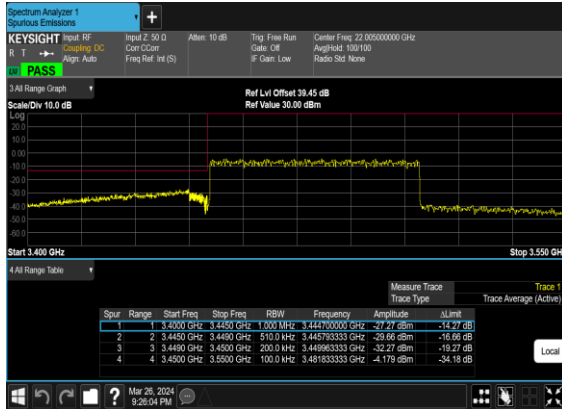 Spectrum Analyzer 1
Spurious Emissions
+
KEYSIGHT Input: RF Input Z: 50 Ω Atten: 10 dB Trig: Free Run Center Freq: 22.005000000 GHz
R T Coupling: DC Corr CCorr Gate: Off Avg|Hold: 100/100
Align: Auto Freq Ref: Int (S) IF Gain: Low Radio Std: None
PASS
3 All Range Graph
Ref Lvl Offset 39.45 dB
Scale/Div 10.0 dB Ref Value 30.00 dBm
Log
20.0
10.0
0.00
-10.0
-20.0
-30.0
-40.0
-50.0
-60.0
Start 3.400 GHz Stop 3.550 GH
4 All Range Table
Measure Trace Trace 1
Trace Type Trace Average (Active)
Spur Range Start Freq Stop Freq RBW Frequency Amplitude ΔLimit
1 1 3.4000 GHz 3.4450 GHz 1.000 MHz 3.444700000 GHz -27.27 dBm -14.27 dB
2 2 3.4450 GHz 3.4490 GHz 510.0 kHz 3.445793333 GHz -29.66 dBm -16.66 dB
3 3 3.4490 GHz 3.4500 GHz 200.0 kHz 3.449963333 GHz -32.27 dBm -19.27 dB
4 4 3.4500 GHz 3.5500 GHz 100.0 kHz 3.481833333 GHz -4.179 dBm -34.18 dB
Local
? Mar 26, 2024
9:26:04 PM